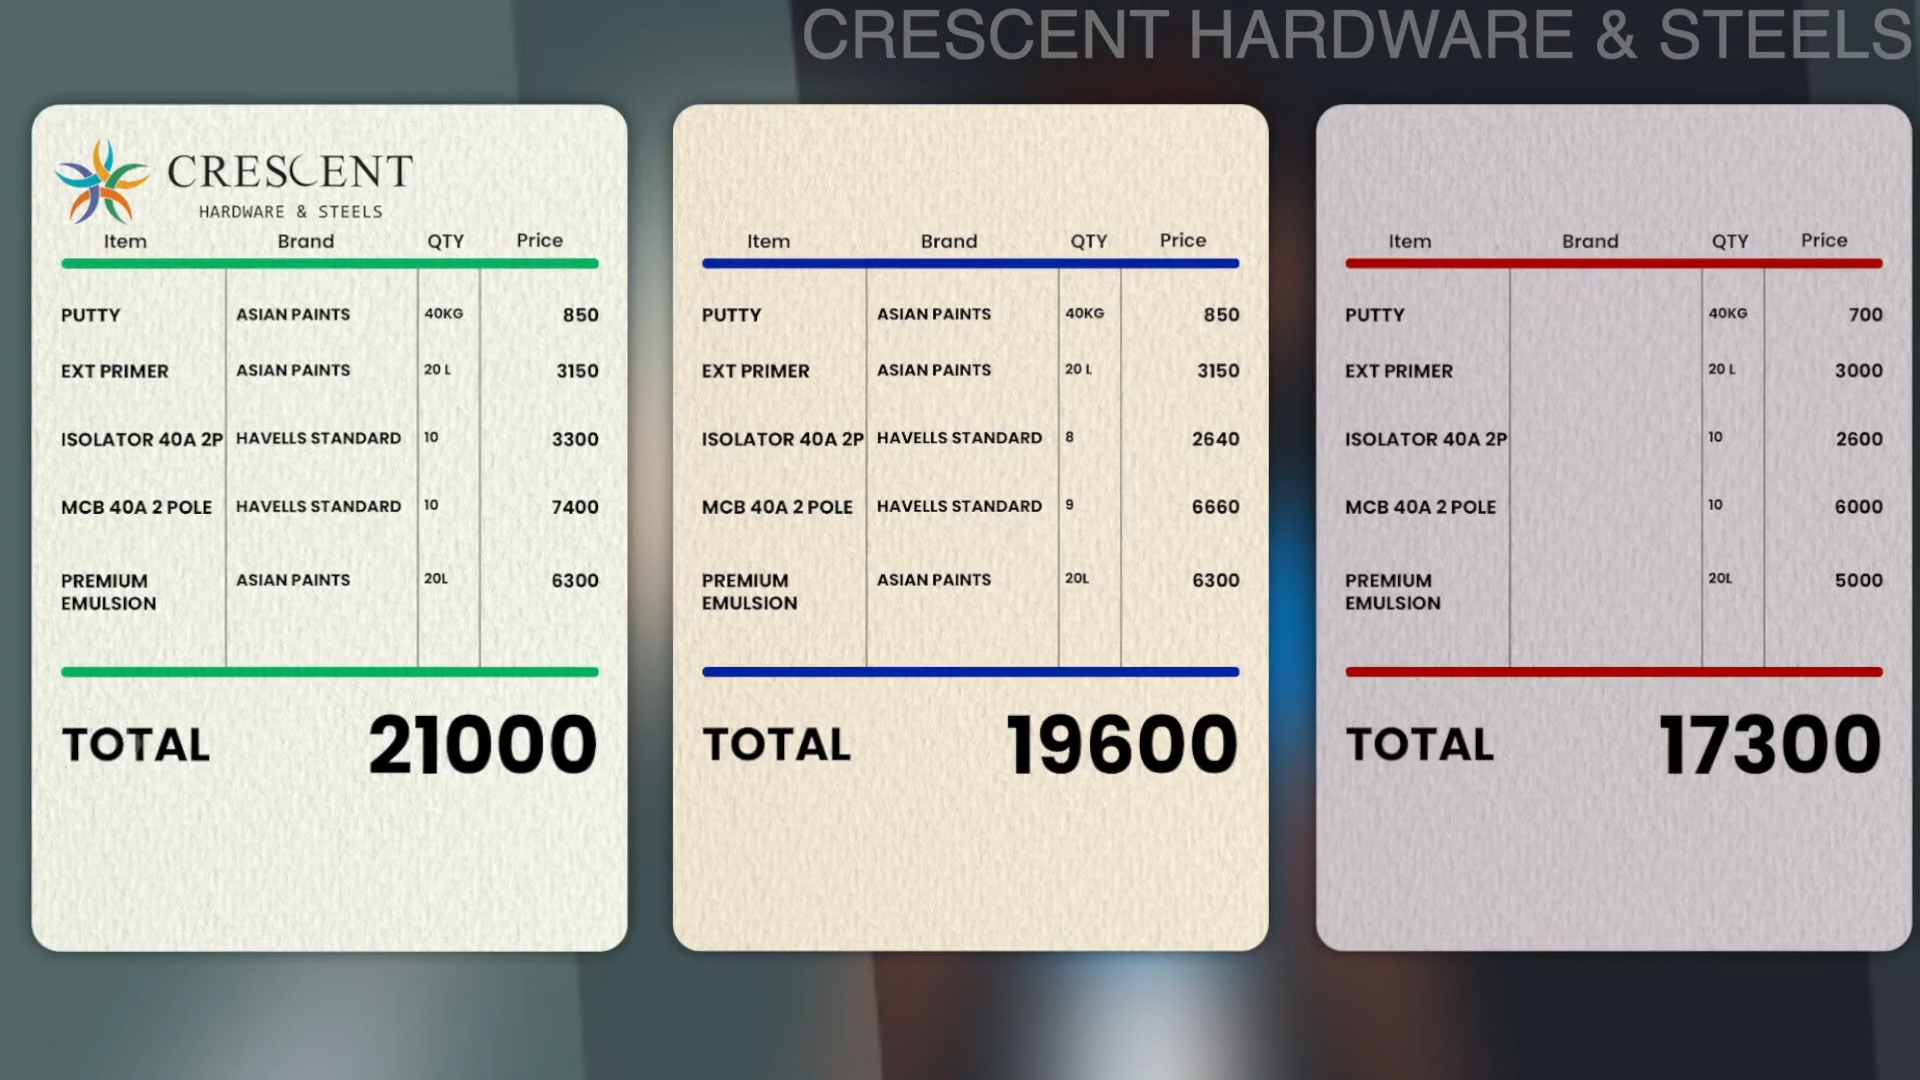 CRESCENT HARDWARE & STEELS
CRESCENT
HARDWARE & STEELS
Item Brand QTY Price
PUTTY ASIAN PAINTS 40KG 850
EXT PRIMER ASIAN PAINTS 20 L 3150
ISOLATOR 40A 2P HAVELLS STANDARD 10 3300
MCB 40A 2 POLE HAVELLS STANDARD 10 7400
PREMIUM ASIAN PAINTS 20L 6300
EMULSION
TOTAL 21000
Item Brand QTY Price
PUTTY ASIAN PAINTS 40KG 850
EXT PRIMER ASIAN PAINTS 20 L 3150
ISOLATOR 40A 2P HAVELLS STANDARD 8 2640
MCB 40A 2 POLE HAVELLS STANDARD 9 6660
PREMIUM ASIAN PAINTS 20L 6300
EMULSION
TOTAL 19600
Item Brand QTY Price
PUTTY 40KG 700
EXT PRIMER 20 L 3000
ISOLATOR 40A 2P 10 2600
MCB 40A 2 POLE 10 6000
PREMIUM 20L 5000
EMULSION
TOTAL 17300